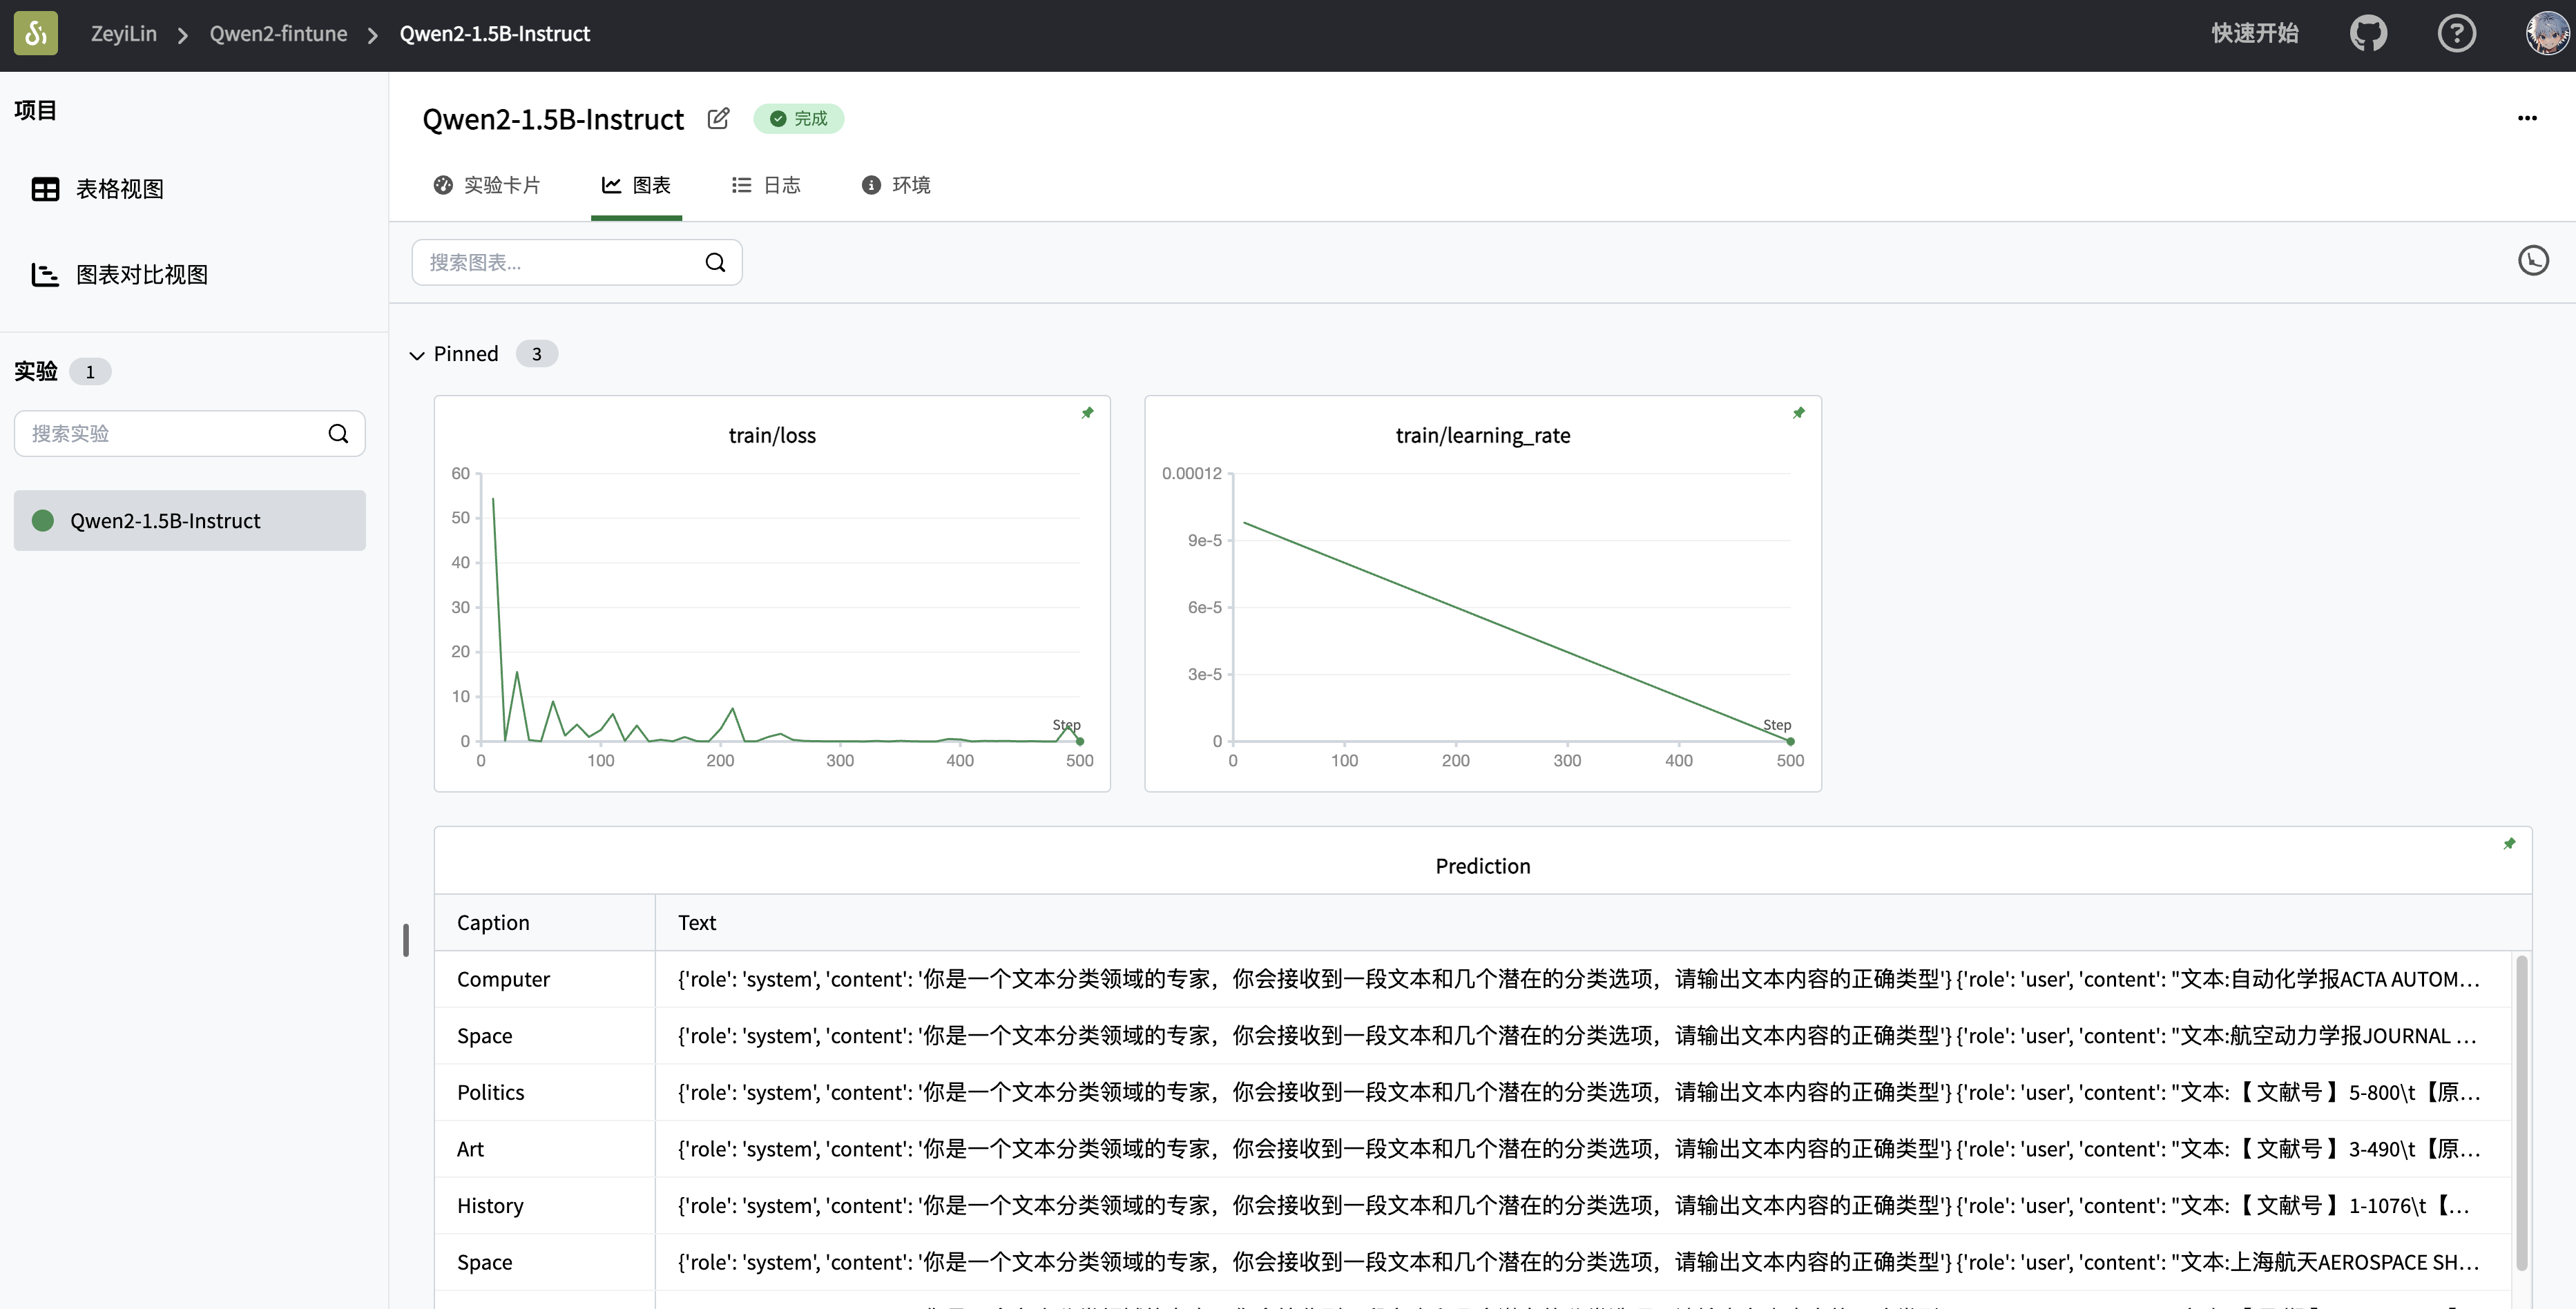 ZeyiLin > Qwen2-fintune > Qwen2-1.5B-Instruct 快速开始
项目
表格视图
图表对比视图
实验 1
搜索实验
Qwen2-1.5B-Instruct
Qwen2-1.5B-Instruct 完成
实验卡片 图表 日志 环境
搜索图表...
Pinned 3
train/loss
60
50
40
30
20
10
0
Step
0 100 200 300 400 500
train/learning_rate
0.00012
9e-5
6e-5
3e-5
0
Step
0 100 200 300 400 500
Prediction
Caption Text
Computer {'role': 'system', 'content': '你是一个文本分类领域的专家，你会接收到一段文本和几个潜在的分类选项，请输出文本内容的正确类型'} {'role': 'user', 'content': "文本:自动化学报ACTA AUTOM...
Space {'role': 'system', 'content': '你是一个文本分类领域的专家，你会接收到一段文本和几个潜在的分类选项，请输出文本内容的正确类型'} {'role': 'user', 'content': "文本:航空动力学报JOURNAL ...
Politics {'role': 'system', 'content': '你是一个文本分类领域的专家，你会接收到一段文本和几个潜在的分类选项，请输出文本内容的正确类型'} {'role': 'user', 'content': "文本:【 文献号 】5-800\t【原...
Art {'role': 'system', 'content': '你是一个文本分类领域的专家，你会接收到一段文本和几个潜在的分类选项，请输出文本内容的正确类型'} {'role': 'user', 'content': "文本:【 文献号 】3-490\t【原...
History {'role': 'system', 'content': '你是一个文本分类领域的专家，你会接收到一段文本和几个潜在的分类选项，请输出文本内容的正确类型'} {'role': 'user', 'content': "文本:【 文献号 】1-1076\t【...
Space {'role': 'system', 'content': '你是一个文本分类领域的专家，你会接收到一段文本和几个潜在的分类选项，请输出文本内容的正确类型'} {'role': 'user', 'content': "文本:上海航天AEROSPACE SH...